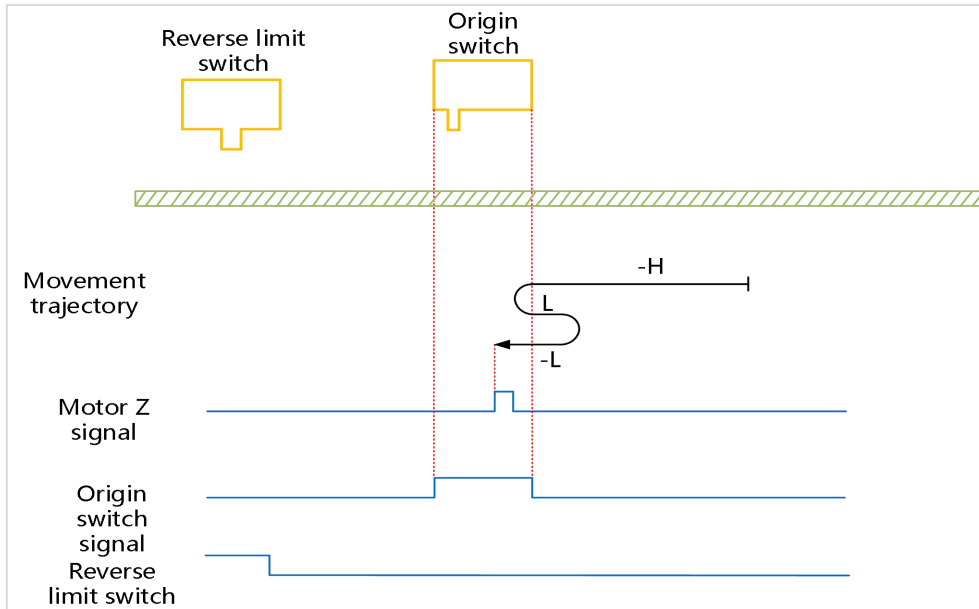 Reverse limit
switch
Origin
switch
Movement
trajectory
-H
L
-L
Motor Z
signal
Origin
switch
signal
Reverse
limit switch